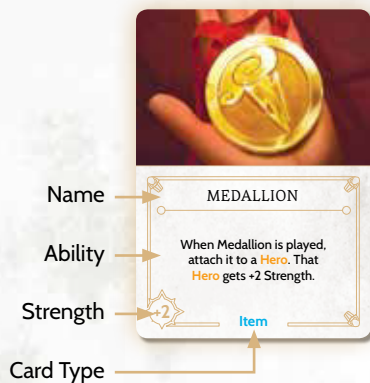 Name
MEDALLION
Ability
When Medallion is played,
attach it to a Hero. That
Hero gets +2 Strength.
Strength
+2
Item
Card Type